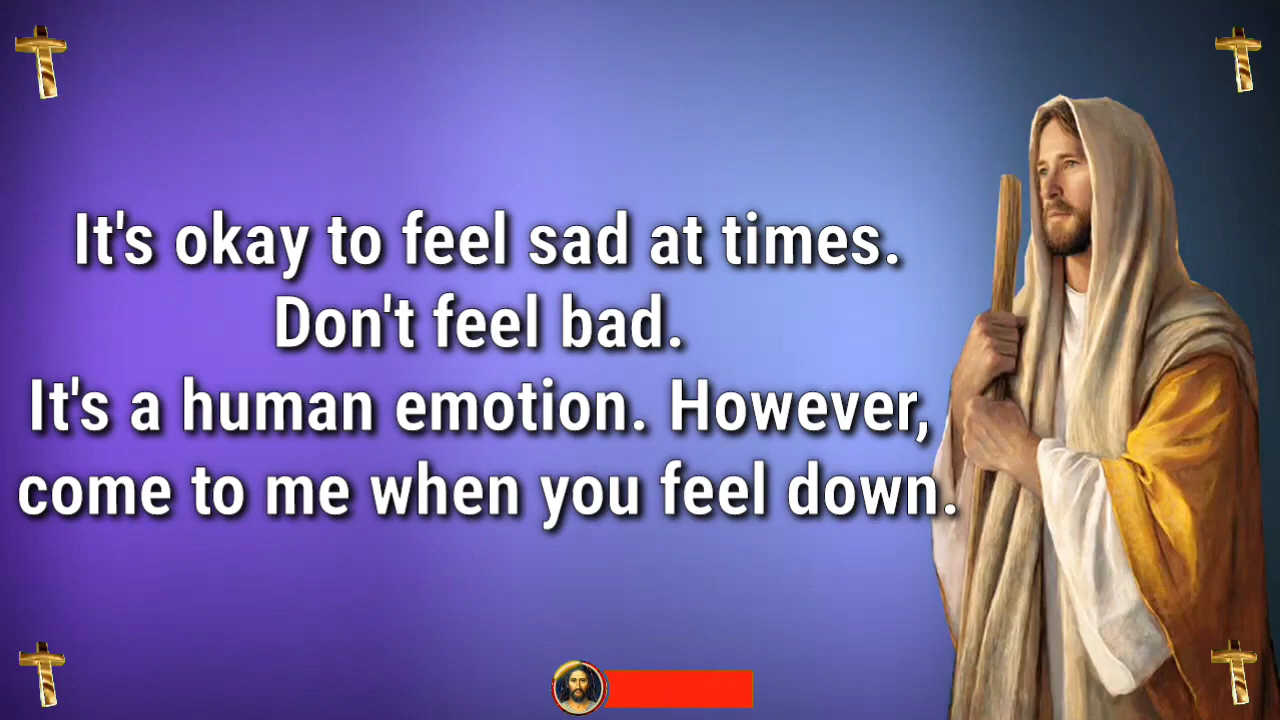 It's okay to feel sad at times.
Don't feel bad.
It's a human emotion. However,
come to me when you feel down.